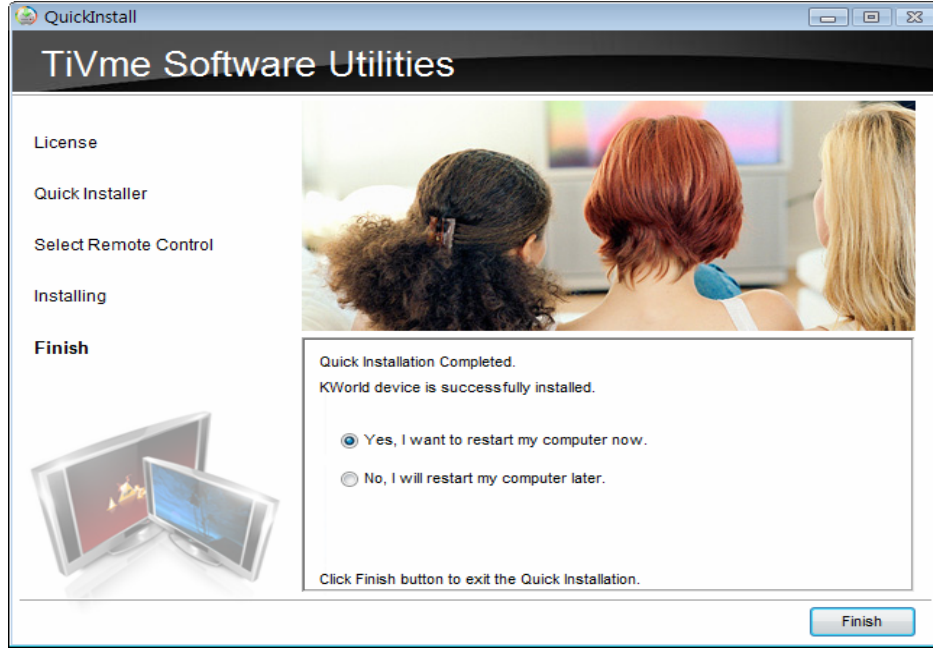 QuickInstall
TiVme Software Utilities
License
Quick Installer
Select Remote Control
Installing
Finish
Quick Installation Completed.
KWorld device is successfully installed.
Yes, I want to restart my computer now.
No, I will restart my computer later.
Click Finish button to exit the Quick Installation.
Finish